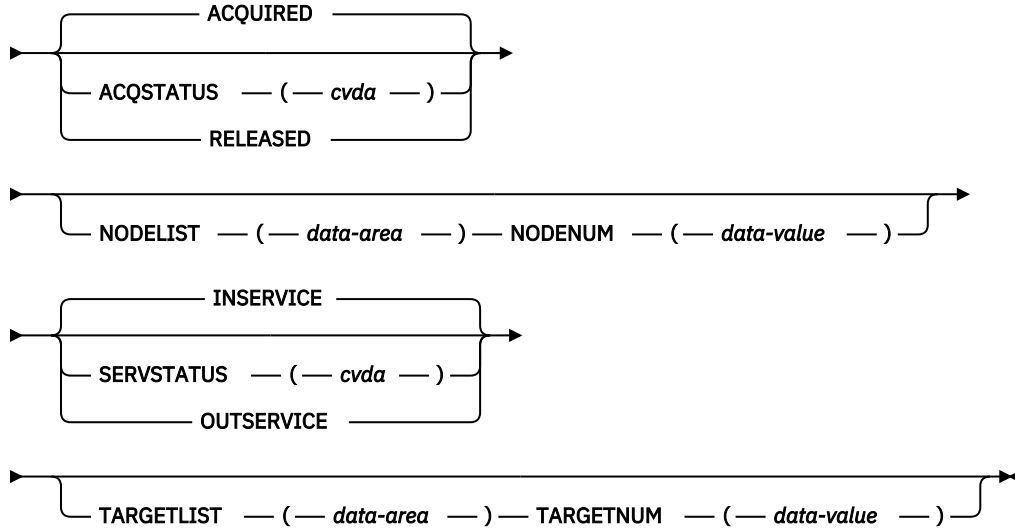 ACQUIRED
ACQSTATUS ( cvda )
RELEASED
NODELIST ( data-area ) NODENUM ( data-value )
INSERVICE
SERVSTATUS ( cvda )
OUTSERVICE
TARGETLIST ( data-area ) TARGETNUM ( data-value )